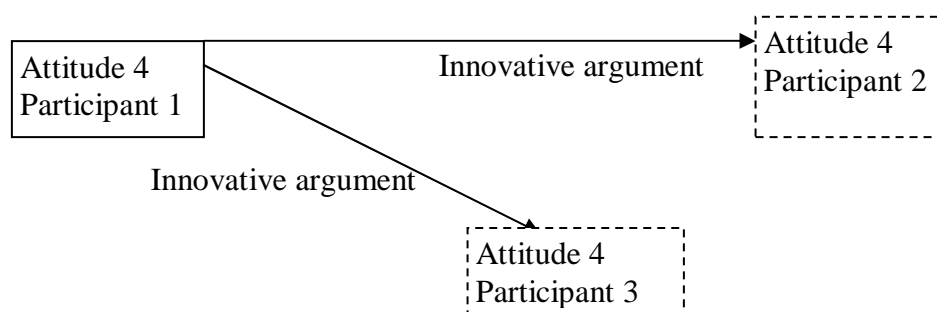 Attitude 4
Participant 1
Innovative argument
Attitude 4
Participant 2
Innovative argument
Attitude 4
Participant 3